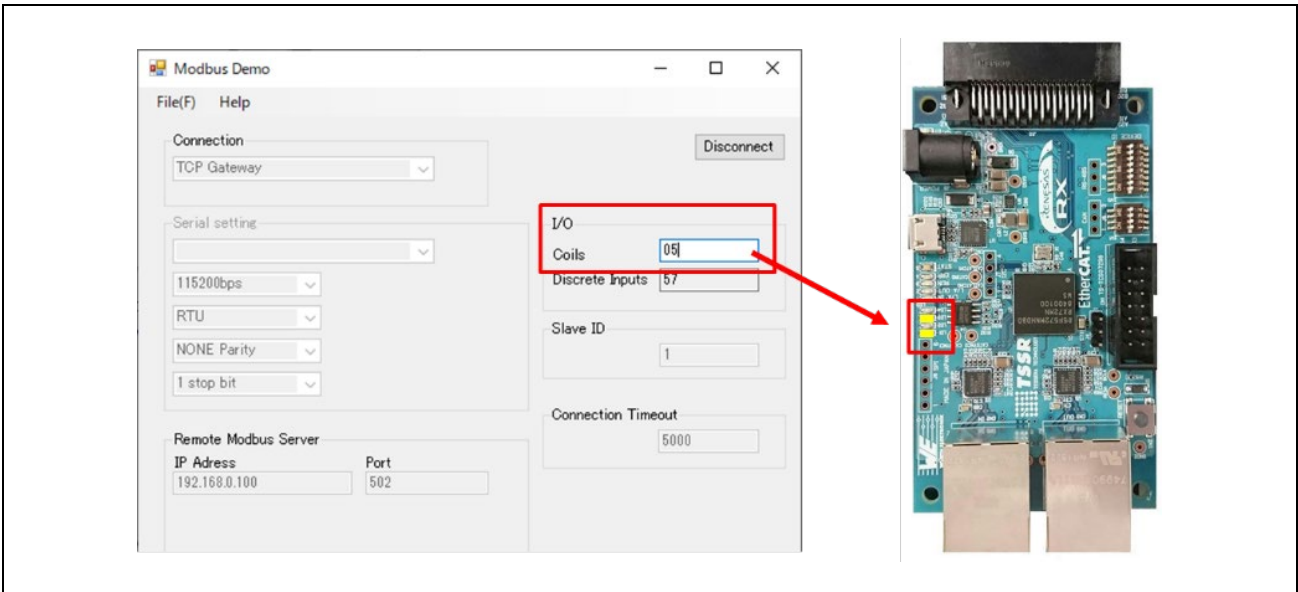 Modbus Demo
File(F) Help
Connection
TCP Gateway
Disconnect
Serial setting
115200bps
RTU
NONE Parity
1 stop bit
I/O
Coils 05
Discrete Inputs 57
Slave ID
1
Connection Timeout
5000
Remote Modbus Server
IP Adress Port
192.168.0.100 502
RENESAS
RX
EtherCAT.
TSSR